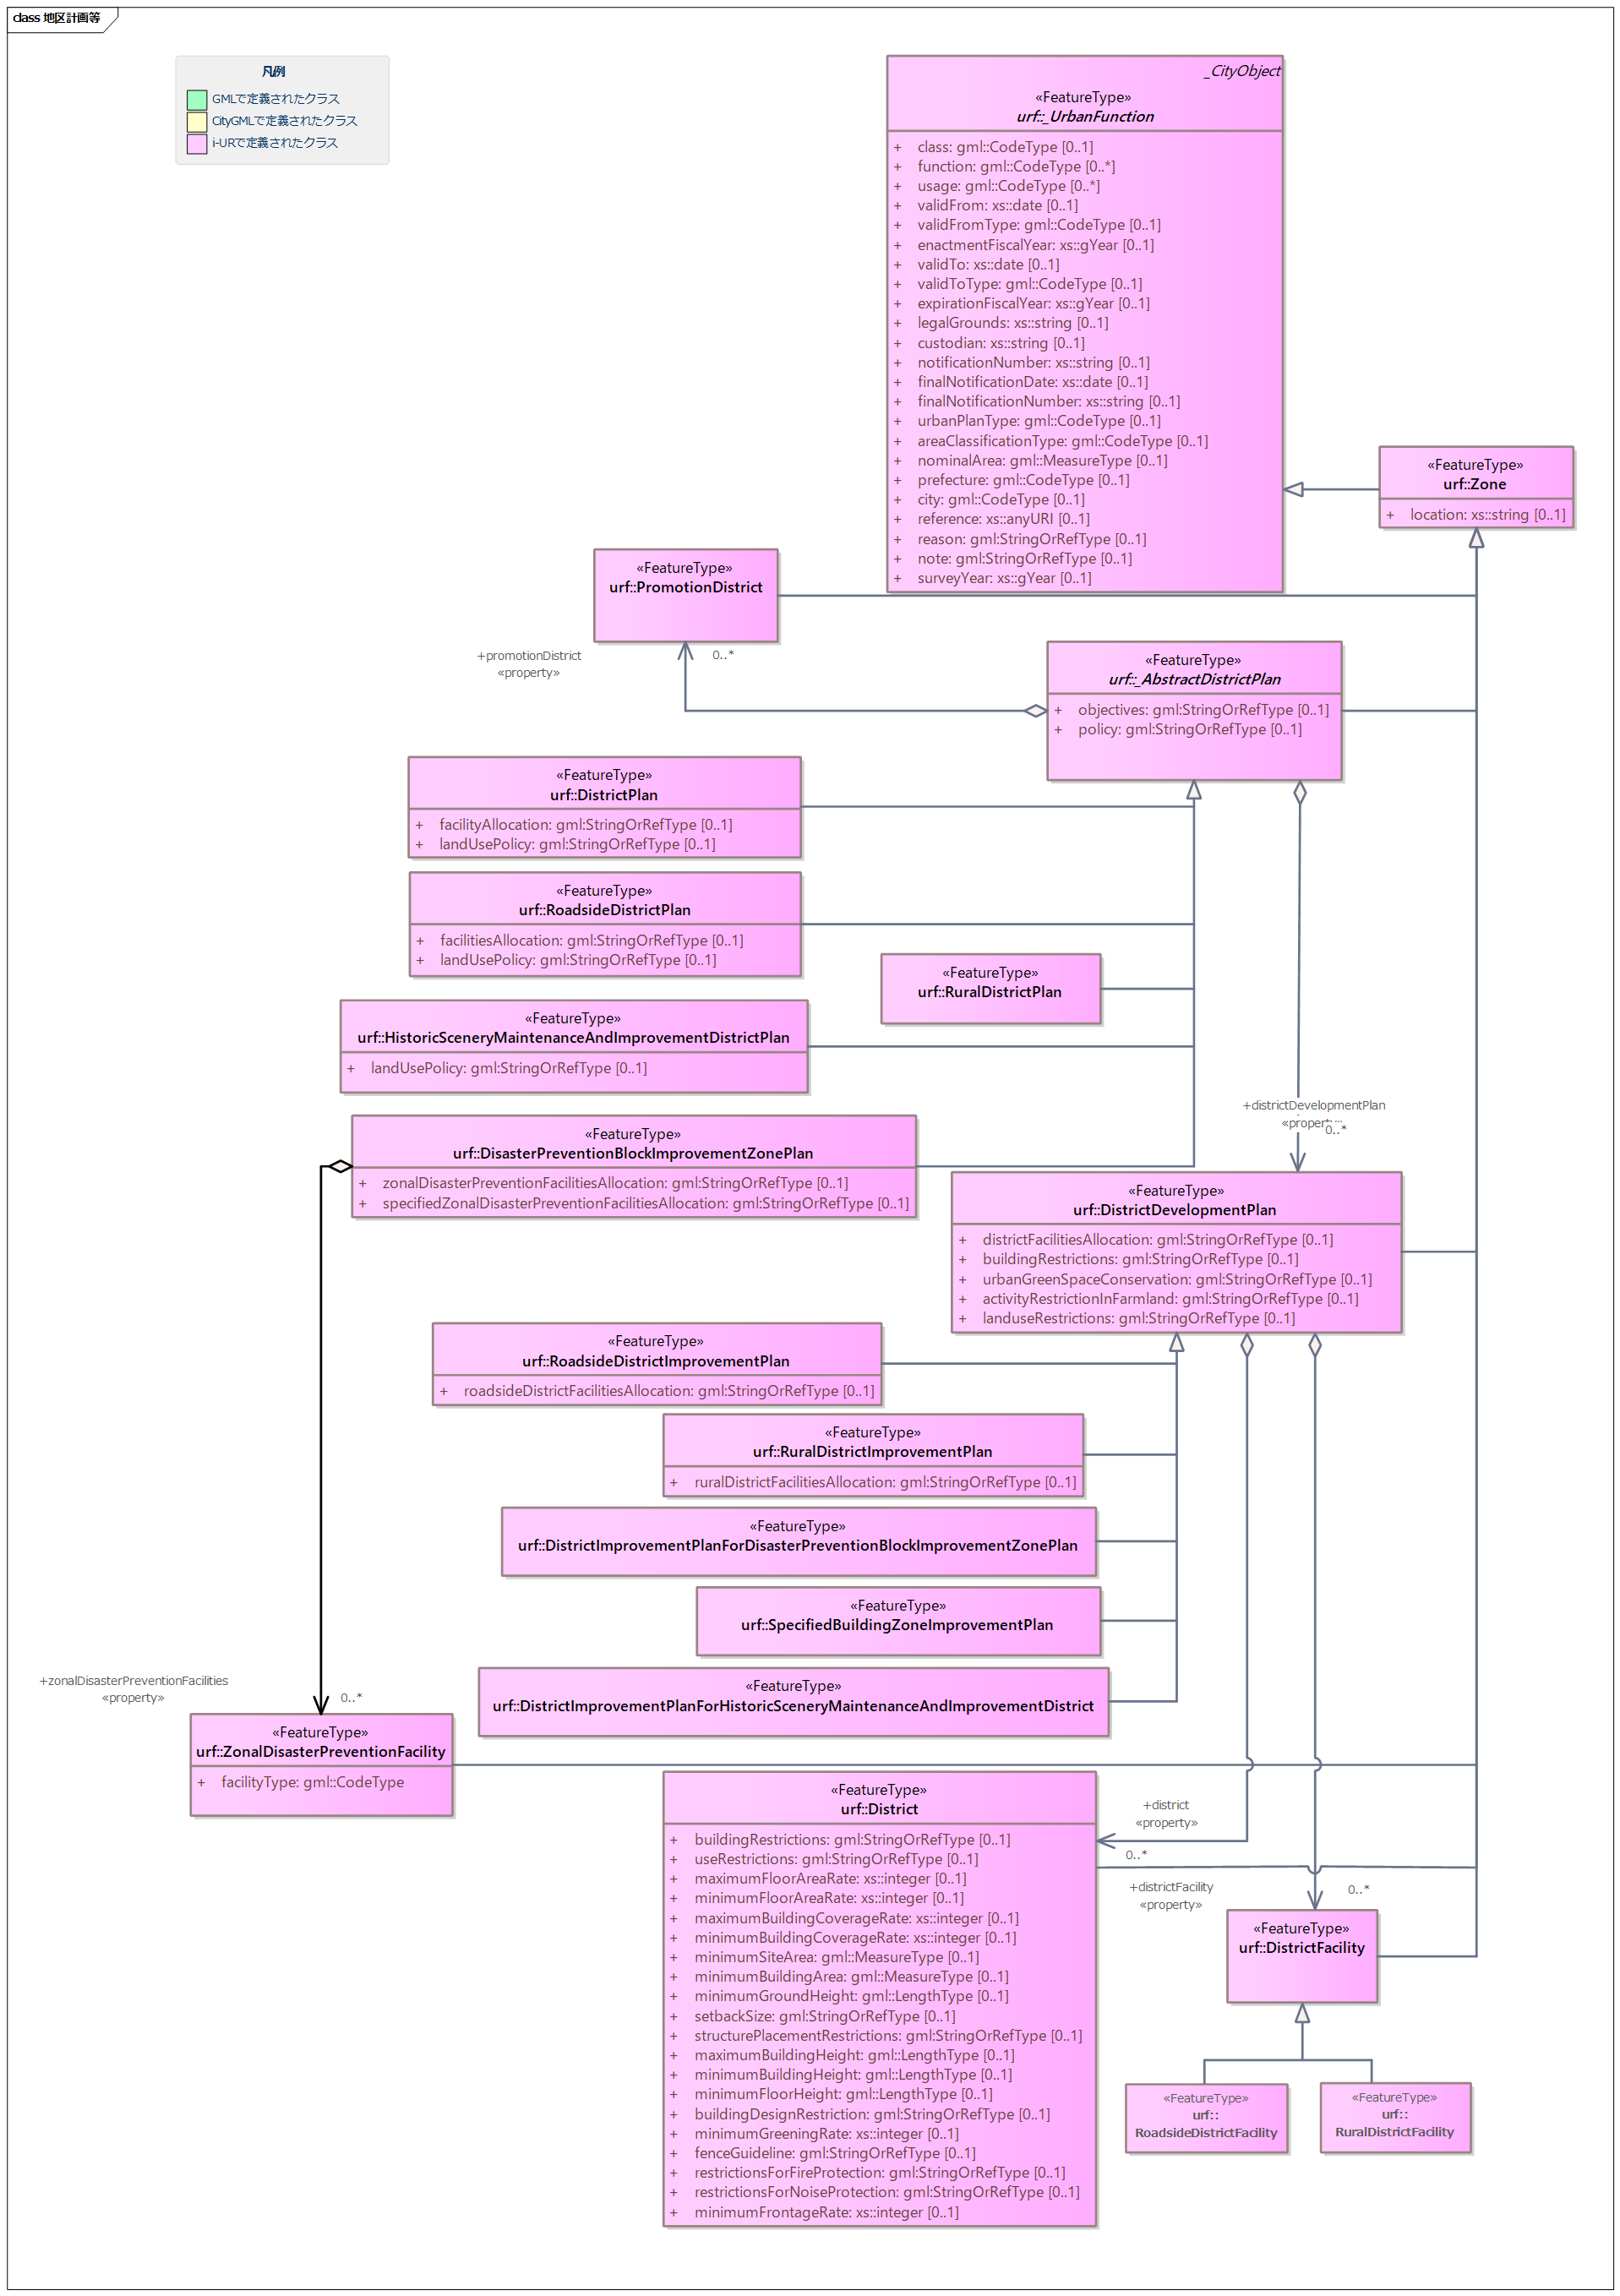 class 地区計画等
凡例
GMLで定義されたクラス
CityGMLで定義されたクラス
i-URで定義されたクラス
_CityObject
«FeatureType»
urf::_UrbanFunction
+ class: gml::CodeType [0..1]
+ function: gml::CodeType [0..*]
+ usage: gml::CodeType [0..*]
+ validFrom: xs::date [0..1]
+ validFromType: gml::CodeType [0..1]
+ enactmentFiscalYear: xs::gYear [0..1]
+ validTo: xs::date [0..1]
+ validToType: gml::CodeType [0..1]
+ expirationFiscalYear: xs::gYear [0..1]
+ legalGrounds: xs::string [0..1]
+ custodian: xs::string [0..1]
+ notificationNumber: xs::string [0..1]
+ finalNotificationDate: xs::date [0..1]
+ finalNotificationNumber: xs::string [0..1]
+ urbanPlanType: gml::CodeType [0..1]
+ areaClassificationType: gml::CodeType [0..1]
+ nominalArea: gml::MeasureType [0..1]
+ prefecture: gml::CodeType [0..1]
+ city: gml::CodeType [0..1]
+ reference: xs::anyURI [0..1]
+ reason: gml:StringOrRefType [0..1]
+ note: gml:StringOrRefType [0..1]
+ surveyYear: xs::gYear [0..1]
«FeatureType»
urf::Zone
+ location: xs::string [0..1]
«FeatureType»
urf::PromotionDistrict
+promotionDistrict
«property»
0..*
«FeatureType»
urf::_AbstractDistrictPlan
+ objectives: gml:StringOrRefType [0..1]
+ policy: gml:StringOrRefType [0..1]
«FeatureType»
urf::DistrictPlan
+ facilityAllocation: gml:StringOrRefType [0..1]
+ landUsePolicy: gml:StringOrRefType [0..1]
«FeatureType»
urf::RoadsideDistrictPlan
+ facilitiesAllocation: gml:StringOrRefType [0..1]
+ landUsePolicy: gml:StringOrRefType [0..1]
«FeatureType»
urf::RuralDistrictPlan
«FeatureType»
urf::HistoricSceneryMaintenanceAndImprovementDistrictPlan
+ landUsePolicy: gml:StringOrRefType [0..1]
«FeatureType»
urf::DisasterPreventionBlockImprovementZonePlan
+ zonalDisasterPreventionFacilitiesAllocation: gml:StringOrRefType [0..1]
+ specifiedZonalDisasterPreventionFacilitiesAllocation: gml:StringOrRefType [0..1]
+districtDevelopmentPlan
«property»
0..*
«FeatureType»
urf::DistrictDevelopmentPlan
+ districtFacilitiesAllocation: gml:StringOrRefType [0..1]
+ buildingRestrictions: gml:StringOrRefType [0..1]
+ urbanGreenSpaceConservation: gml:StringOrRefType [0..1]
+ activityRestrictionInFarmland: gml:StringOrRefType [0..1]
+ landuseRestrictions: gml:StringOrRefType [0..1]
«FeatureType»
urf::RoadsideDistrictImprovementPlan
+ roadsideDistrictFacilitiesAllocation: gml:StringOrRefType [0..1]
«FeatureType»
urf::RuralDistrictImprovementPlan
+ ruralDistrictFacilitiesAllocation: gml:StringOrRefType [0..1]
«FeatureType»
urf::DistrictImprovementPlanForDisasterPreventionBlockImprovementZonePlan
«FeatureType»
urf::SpecifiedBuildingZoneImprovementPlan
«FeatureType»
urf::DistrictImprovementPlanForHistoricSceneryMaintenanceAndImprovementDistrict
+zonalDisasterPreventionFacilities
«property»
0..*
«FeatureType»
urf::ZonalDisasterPreventionFacility
+ facilityType: gml::CodeType
«FeatureType»
urf::District
+ buildingRestrictions: gml:StringOrRefType [0..1]
+ useRestrictions: gml:StringOrRefType [0..1]
+ maximumFloorAreaRate: xs::integer [0..1]
+ minimumFloorAreaRate: xs::integer [0..1]
+ maximumBuildingCoverageRate: xs::integer [0..1]
+ minimumBuildingCoverageRate: xs::integer [0..1]
+ minimumSiteArea: gml::MeasureType [0..1]
+ minimumBuildingArea: gml::MeasureType [0..1]
+ minimumGroundHeight: gml::LengthType [0..1]
+ setbackSize: gml:StringOrRefType [0..1]
+ structurePlacementRestrictions: gml:StringOrRefType [0..1]
+ maximumBuildingHeight: gml::LengthType [0..1]
+ minimumBuildingHeight: gml::LengthType [0..1]
+ minimumFloorHeight: gml::LengthType [0..1]
+ buildingDesignRestriction: gml:StringOrRefType [0..1]
+ minimumGreeningRate: xs::integer [0..1]
+ fenceGuideline: gml:StringOrRefType [0..1]
+ restrictionsForFireProtection: gml:StringOrRefType [0..1]
+ restrictionsForNoiseProtection: gml:StringOrRefType [0..1]
+ minimumFrontageRate: xs::integer [0..1]
+district
«property»
0..*
+districtFacility
«property»
0..*
«FeatureType»
urf::DistrictFacility
«FeatureType»
urf::
RoadsideDistrictFacility
«FeatureType»
urf::
RuralDistrictFacility